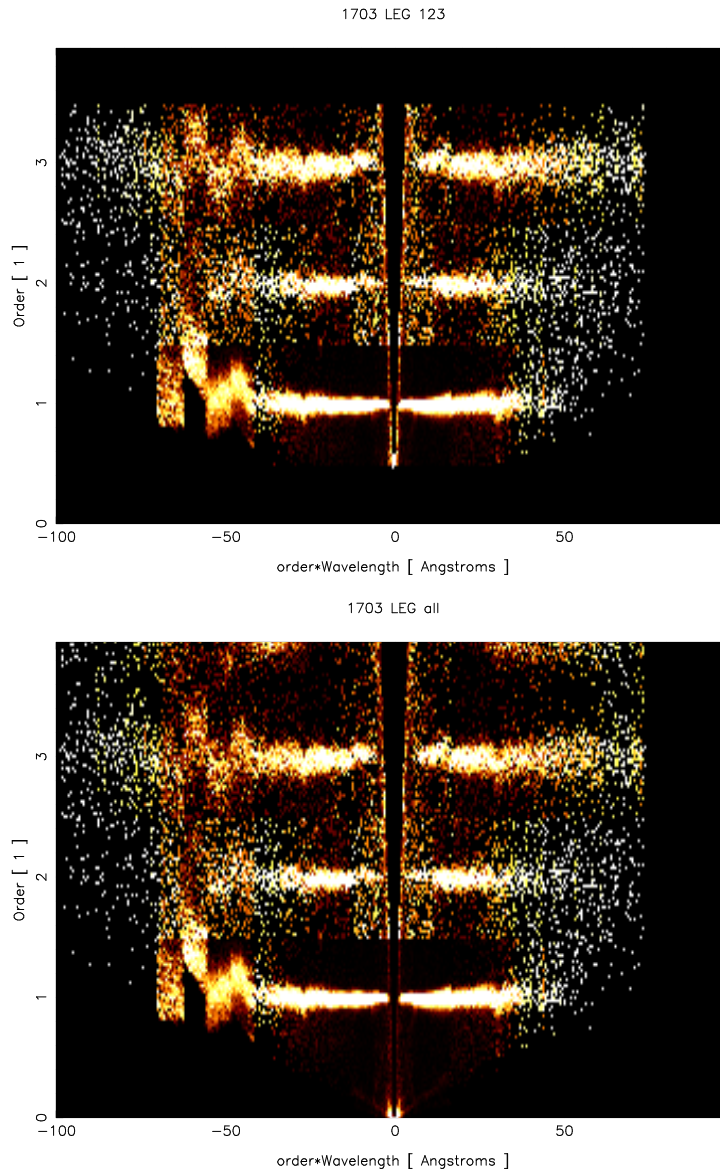 1703 LEG 123
3
2
1
0
Order [ 1 ]
-100 -50 0 50
order*Wavelength [ Angstroms ]
1703 LEG all
3
2
1
0
Order [ 1 ]
-100 -50 0 50
order*Wavelength [ Angstroms ]